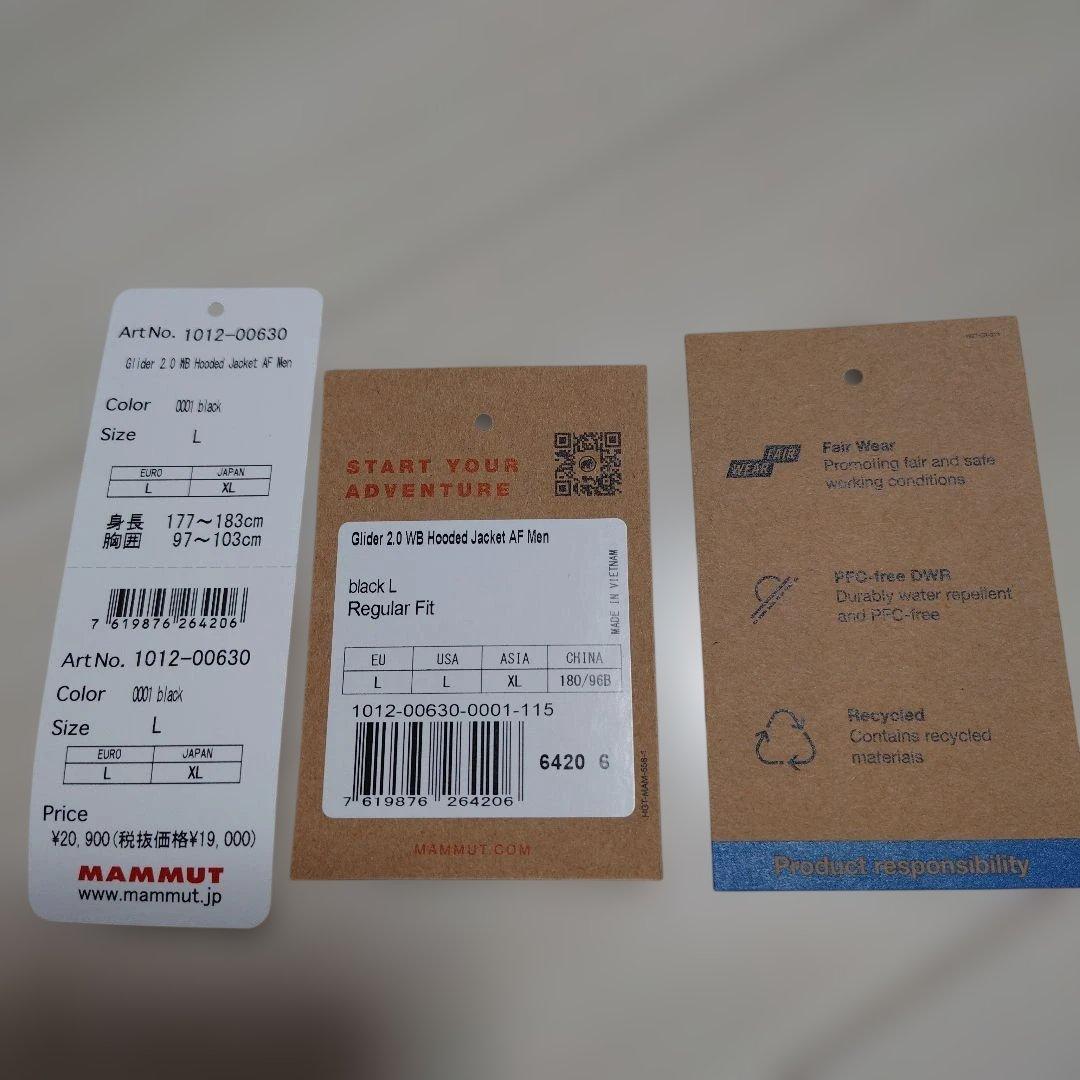 ArtNo. 1012-00630
Glider 2.0 WB Hooded Jacket AF Men
Color 0001 black
Size L
EURO JAPAN
L XL
身長 177～183cm
胸囲 97～103cm
7 619876 264206
ArtNo. 1012-00630
Color 0001 black
Size L
EURO JAPAN
L XL
Price
¥20,900(税抜価格¥19,000)
MAMMUT
www.mammut.jp
START YOUR
ADVENTURE
Glider 2.0 WB Hooded Jacket AF Men
black L
Regular Fit
MADE IN VIETNAM
EU USA ASIA CHINA
L L XL 180/96B
1012-00630-0001-115
6420 6
7 619876 264206
MAMMUT.COM
FAIR
WEAR
Fair Wear
Promoting fair and safe
working conditions
PFC-free DWR
Durably water repellent
and PFC-free
Recycled
Contains recycled
materials
Product responsibility